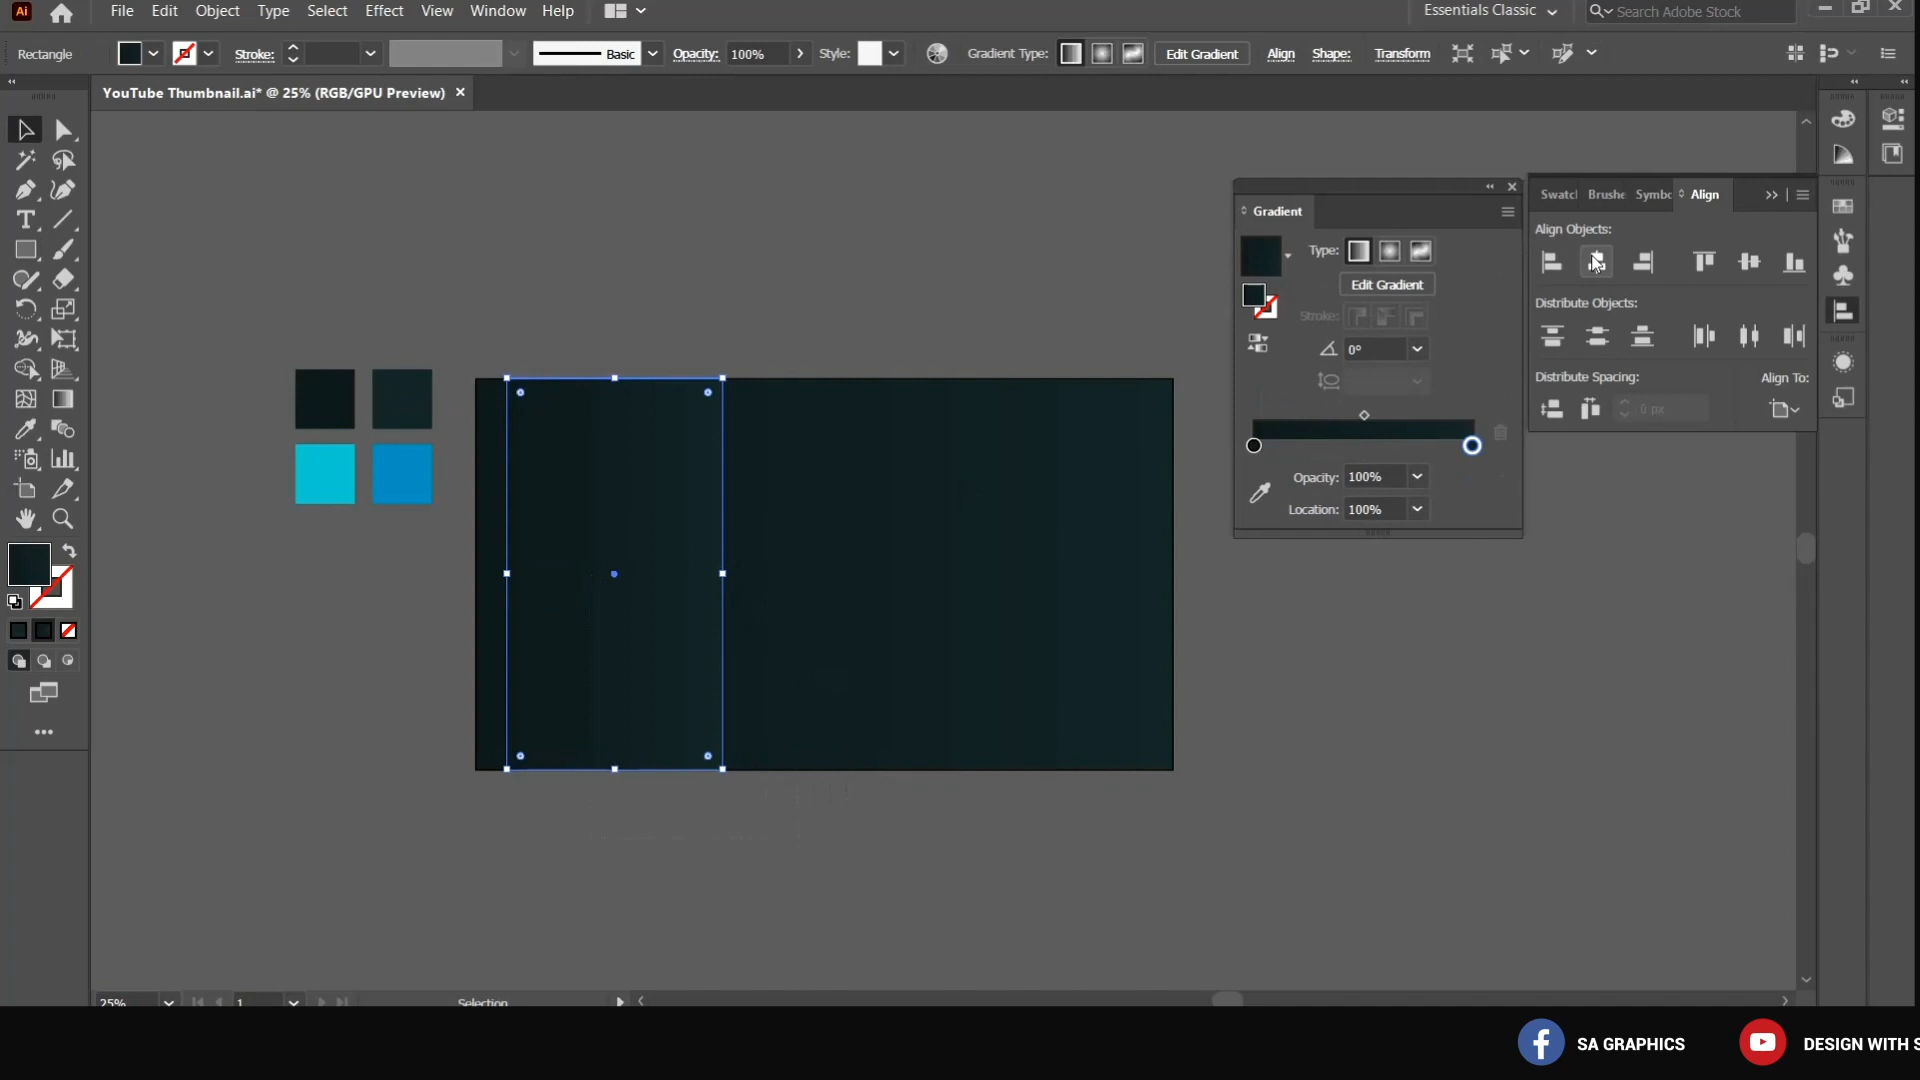 Ai File Edit Object Type Select Effect View Window Help Essentials Classic Search Adobe Stock
Rectangle Stroke: Basic Opacity: 100% Style: Gradient Type: Edit Gradient Align Shape: Transform
YouTube Thumbnail.ai* @ 25% (RGB/GPU Preview)
Swatc Brushe Symbo Align
Gradient
Align Objects:
Type:
Edit Gradient
Distribute Objects:
Stroke:
0°
Distribute Spacing: Align To:
0 px
Opacity: 100%
Location: 100%
25% 1 Selection
SA GRAPHICS DESIGN WITH S